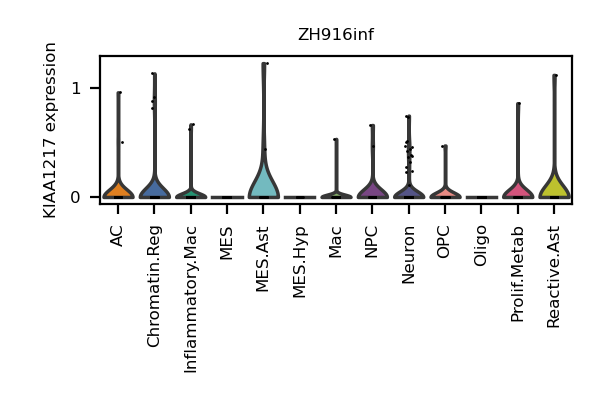 ZH916inf
KIAA1217 expression
1
0
AC
Chromatin.Reg
Inflammatory.Mac
MES
MES.Ast
MES.Hyp
Mac
NPC
Neuron
OPC
Oligo
Prolif.Metab
Reactive.Ast